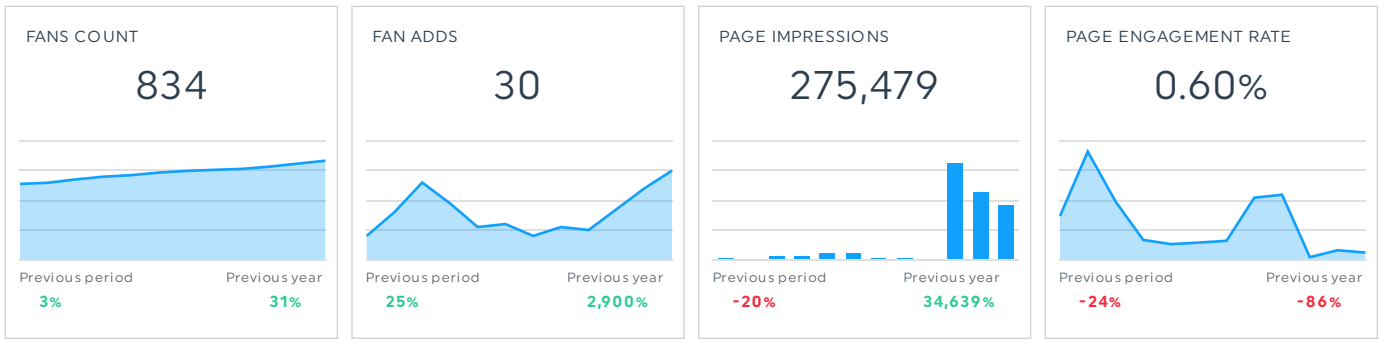 FANS COUNT
834
Previous period
Previous year
3%
31%
FAN ADDS
30
Previous period
Previous year
25%
2,900%
PAGE IMPRESSIONS
275,479
Previous period
Previous year
-20%
34,639%
PAGE ENGAGEMENT RATE
0.60%
Previous period
Previous year
-24%
-86%